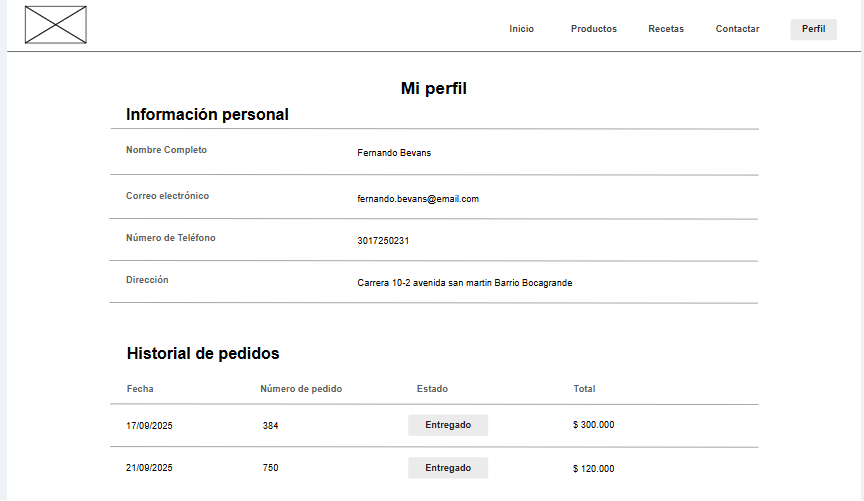 Inicio Productos Recetas Contactar Perfil
Mi perfil
Información personal
Nombre Completo Fernando Bevans
Correo electrónico fernando.bevans@email.com
Número de Teléfono 3017250231
Dirección Carrera 10-2 avenida san martin Barrio Bocagrande
Historial de pedidos
Fecha Número de pedido Estado Total
17/09/2025 384 Entregado $ 300.000
21/09/2025 750 Entregado $ 120.000